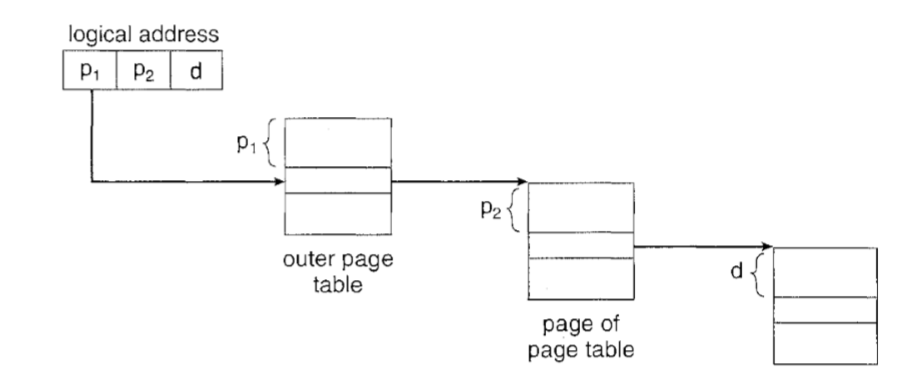 logical address
p₁ p₂ d
p₁
outer page
table
p₂
page of
page table
d